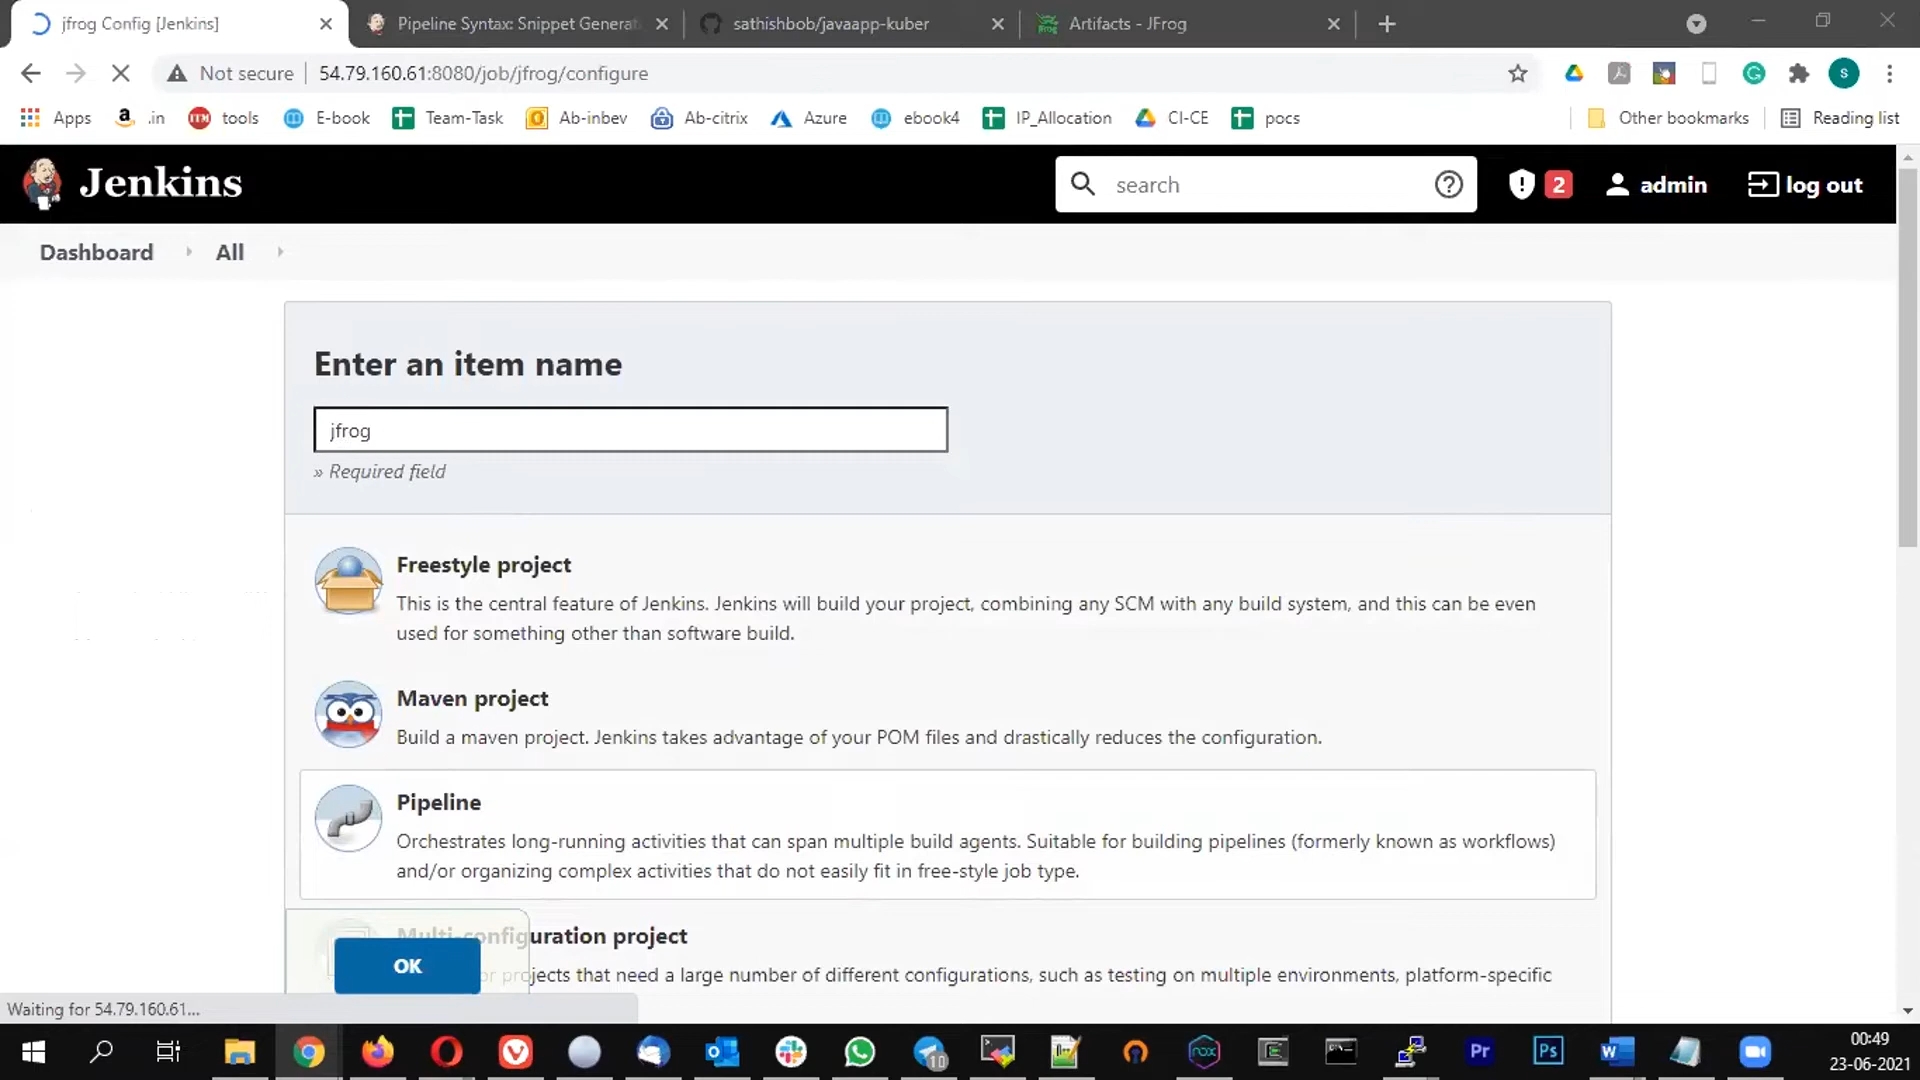 jfrog Config [Jenkins]
Pipeline Syntax: Snippet Generat
sathishbob/javaapp-kuber
Artifacts - JFrog
Not secure
54.79.160.61:8080/job/jfrog/configure
S
Apps
.in
tools
E-book
Team-Task
Ab-inbev
Ab-citrix
Azure
ebook4
IP_Allocation
CI-CE
pocs
Other bookmarks
Reading list
Jenkins
search
2
admin
log out
Dashboard
All
Enter an item name
jfrog
» Required field
Freestyle project
This is the central feature of Jenkins. Jenkins will build your project, combining any SCM with any build system, and this can be even
used for something other than software build.
Maven project
Build a maven project. Jenkins takes advantage of your POM files and drastically reduces the configuration.
Pipeline
Orchestrates long-running activities that can span multiple build agents. Suitable for building pipelines (formerly known as workflows)
and/or organizing complex activities that do not easily fit in free-style job type.
Multi-configuration project
OK
or projects that need a large number of different configurations, such as testing on multiple environments, platform-specific
Waiting for 54.79.160.61...
10
nox
Pr
Ps
W
00:49
23-06-2021